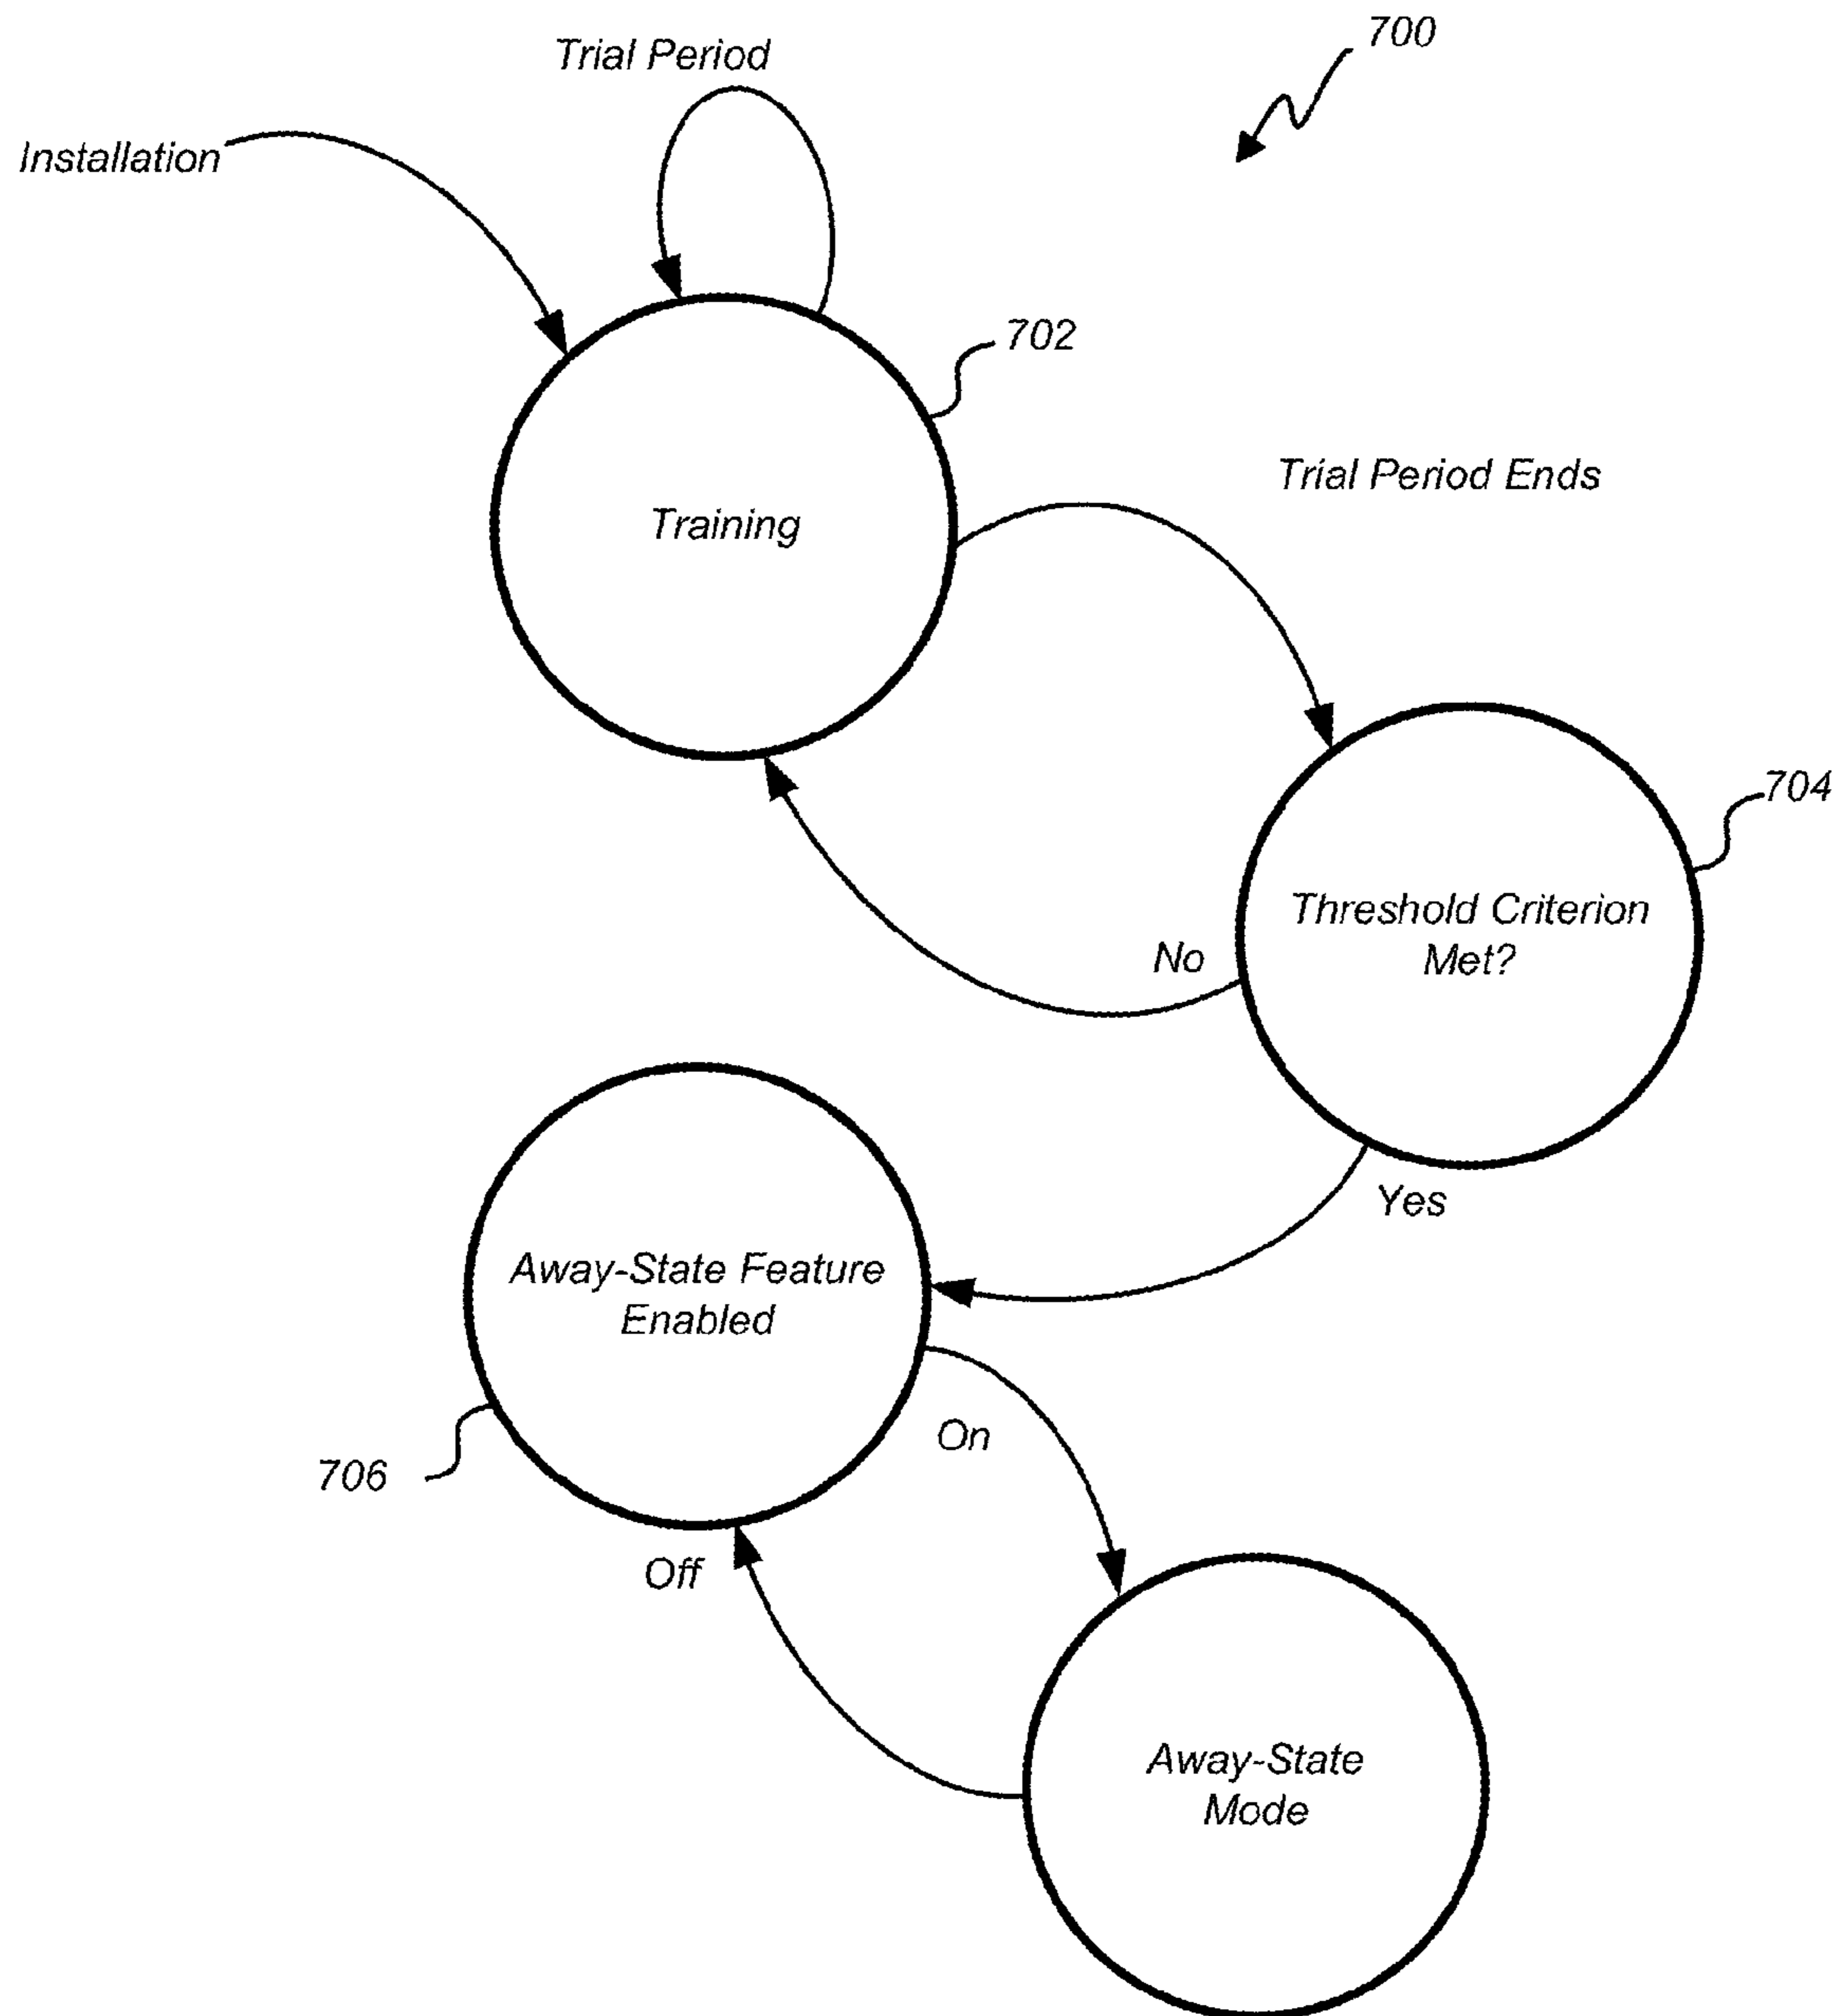 700
Trial Period
Installation
702
Trial Period Ends
Training
704
Threshold Criterion
Met?
No
Yes
Away-State Feature
Enabled
On
706
Off
Away-State
Mode